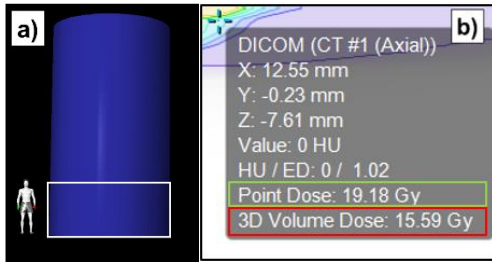 a)
b)
DICOM (CT #1 (Axial))
X: 12.55 mm
Y: -0.23 mm
Z: -7.61 mm
Value: 0 HU
HU / ED: 0 / 1.02
Point Dose: 19.18 Gy
3D Volume Dose: 15.59 Gy